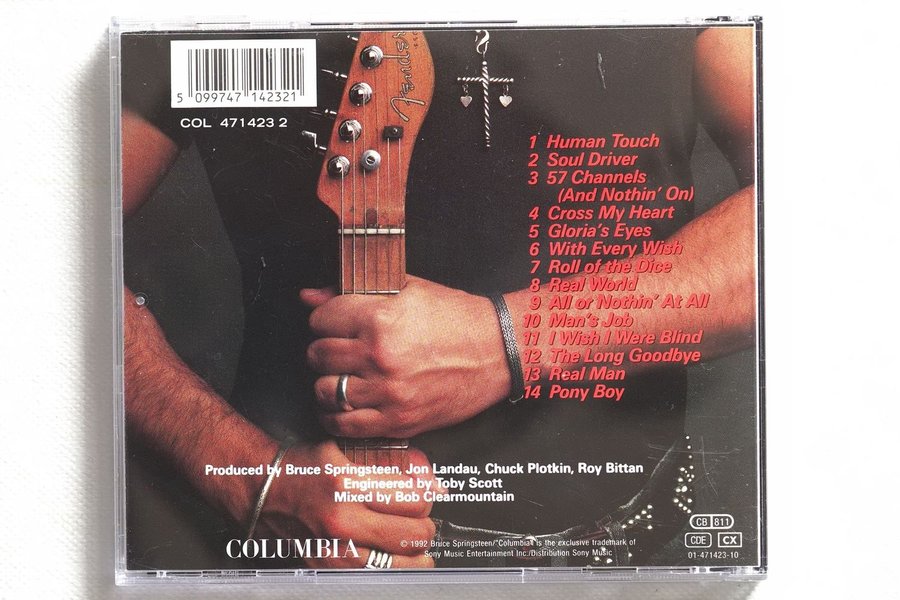 Fender
5 099747 142321
COL 471423 2
1 Human Touch
2 Soul Driver
3 57 Channels
(And Nothin' On)
4 Cross My Heart
5 Gloria's Eyes
6 With Every Wish
7 Roll of the Dice
8 Real World
9 All or Nothin' At All
10 Man's Job
11 I Wish I Were Blind
12 The Long Goodbye
13 Real Man
14 Pony Boy
Produced by Bruce Springsteen, Jon Landau, Chuck Plotkin, Roy Bittan
Engineered by Toby Scott
Mixed by Bob Clearmountain
COLUMBIA
© 1992 Bruce Springsteen/"Columbia" is the exclusive trademark of
Sony Music Entertainment Inc./Distribution Sony Music
CB 811
CDE CX
01-471423-10